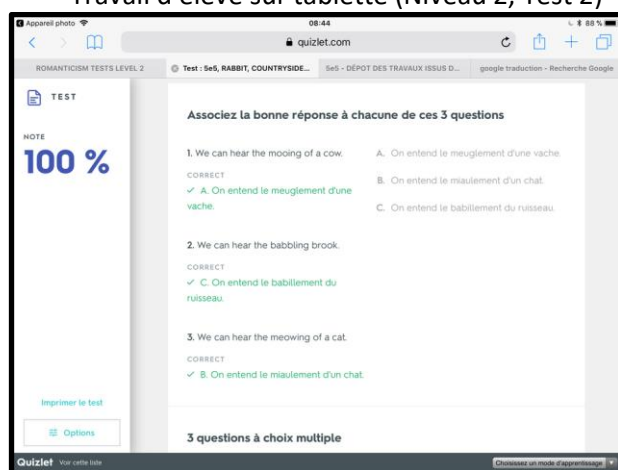 Travail d'élève sur tablette (Niveau 2, Test 2)
Appareil photo 08:44 88 %
quizlet.com
ROMANTICISM TESTS LEVEL 2 Test : 5e5, RABBIT, COUNTRYSIDE... 5e5 - DÉPOT DES TRAVAUX ISSUS D... google traduction - Recherche Google
TEST
NOTE
100 %
Associez la bonne réponse à chacune de ces 3 questions
1. We can hear the mooing of a cow.
CORRECT
✓ A. On entend le meuglement d'une
vache.
A. On entend le meuglement d'une vache.
B. On entend le miaulement d'un chat.
C. On entend le babillement du ruisseau.
2. We can hear the babbling brook.
CORRECT
✓ C. On entend le babillement du
ruisseau.
3. We can hear the meowing of a cat.
CORRECT
✓ B. On entend le miaulement d'un chat.
Imprimer le test
Options
3 questions à choix multiple
Quizlet Voir cette liste Choisissez un mode d'apprentissage